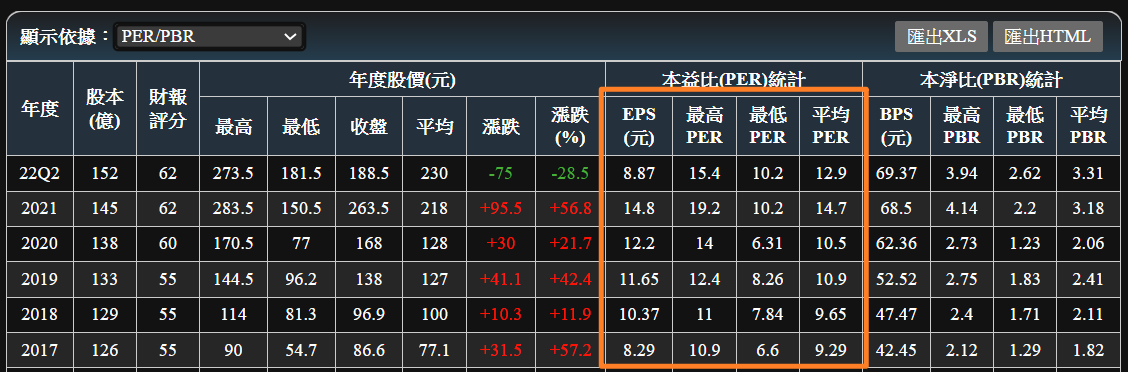 顯示依據： PER/PBR 匯出XLS 匯出HTML
年度 股本(億) 財報評分 年度股價(元) 本益比(PER)統計 本淨比(PBR)統計
最高 最低 收盤 平均 漲跌 漲跌(%) EPS(元) 最高PER 最低PER 平均PER BPS(元) 最高PBR 最低PBR 平均PBR
22Q2 152 62 273.5 181.5 188.5 230 -75 -28.5 8.87 15.4 10.2 12.9 69.37 3.94 2.62 3.31
2021 145 62 283.5 150.5 263.5 218 +95.5 +56.8 14.8 19.2 10.2 14.7 68.5 4.14 2.2 3.18
2020 138 60 170.5 77 168 128 +30 +21.7 12.2 14 6.31 10.5 62.36 2.73 1.23 2.06
2019 133 55 144.5 96.2 138 127 +41.1 +42.4 11.65 12.4 8.26 10.9 52.52 2.75 1.83 2.41
2018 129 55 114 81.3 96.9 100 +10.3 +11.9 10.37 11 7.84 9.65 47.47 2.4 1.71 2.11
2017 126 55 90 54.7 86.6 77.1 +31.5 +57.2 8.29 10.9 6.6 9.29 42.45 2.12 1.29 1.82